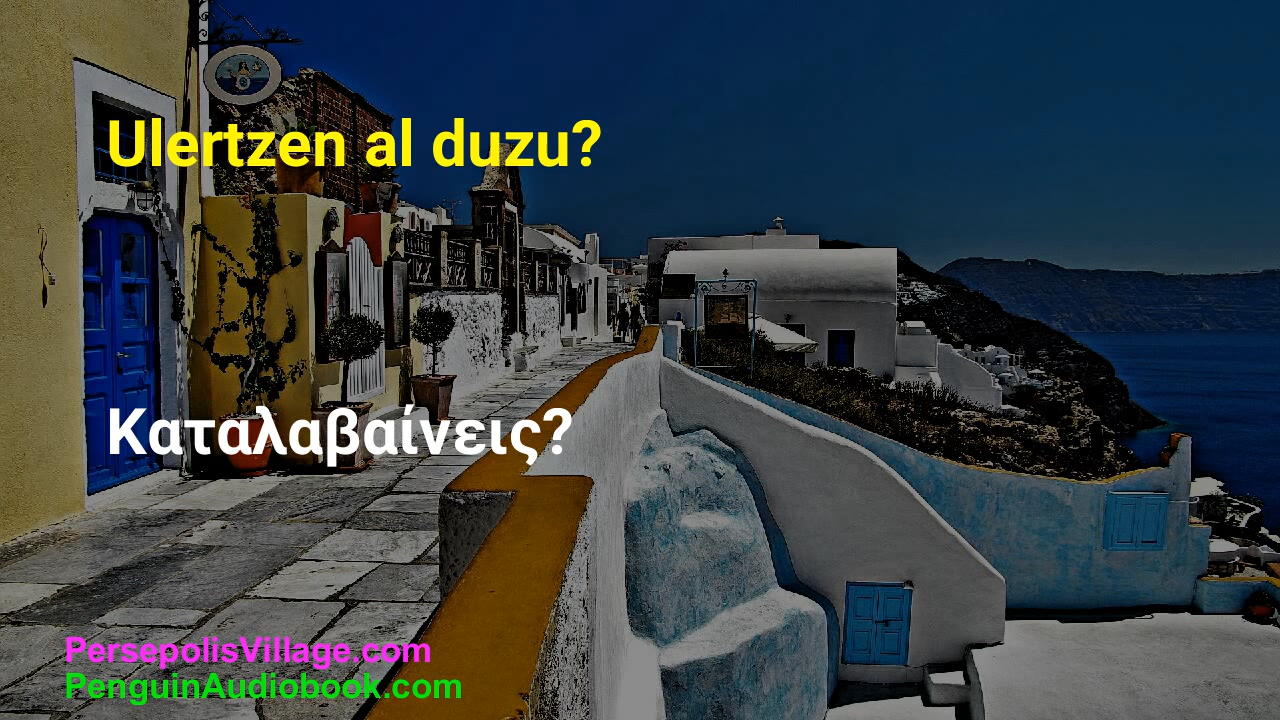 Ulertzen al duzu?
Καταλαβαίνεις?
PersepolisVillage.com
PenguinAudiobook.com